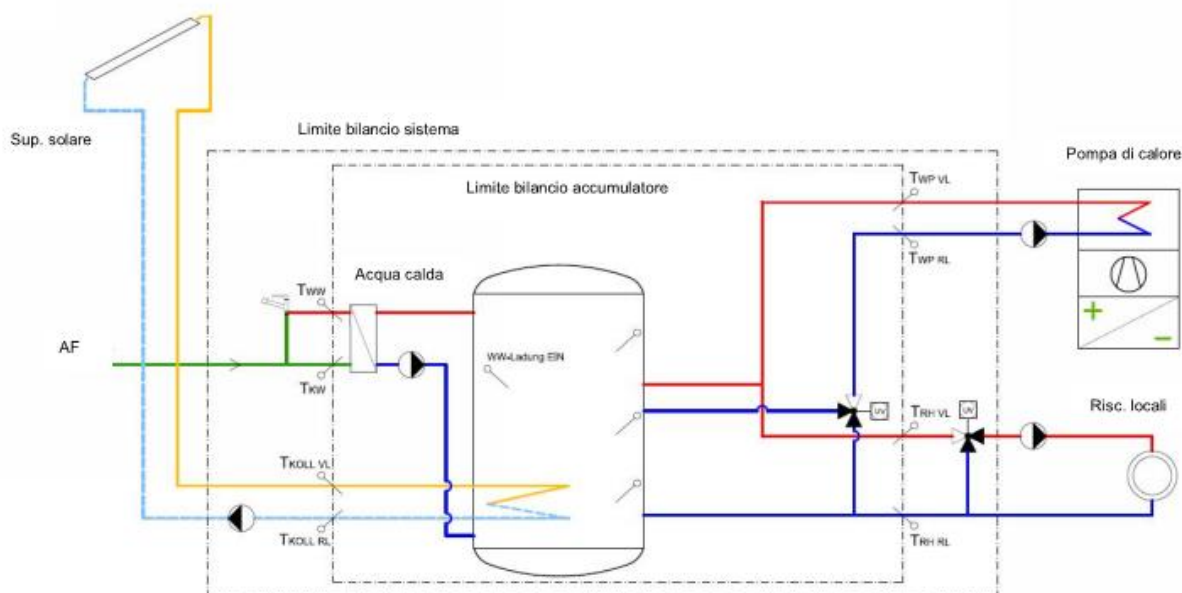 Limite bilancio sistema
Sup. solare
Pompa di calore
Limite bilancio accumulatore
TWP VL
TWP RL
Acqua calda
TWW
AF
WW-Ladung EIN
TKW
UV
UV
TRH VL
Risc. locali
TKOLL VL
TKOLL RL
TRH RL